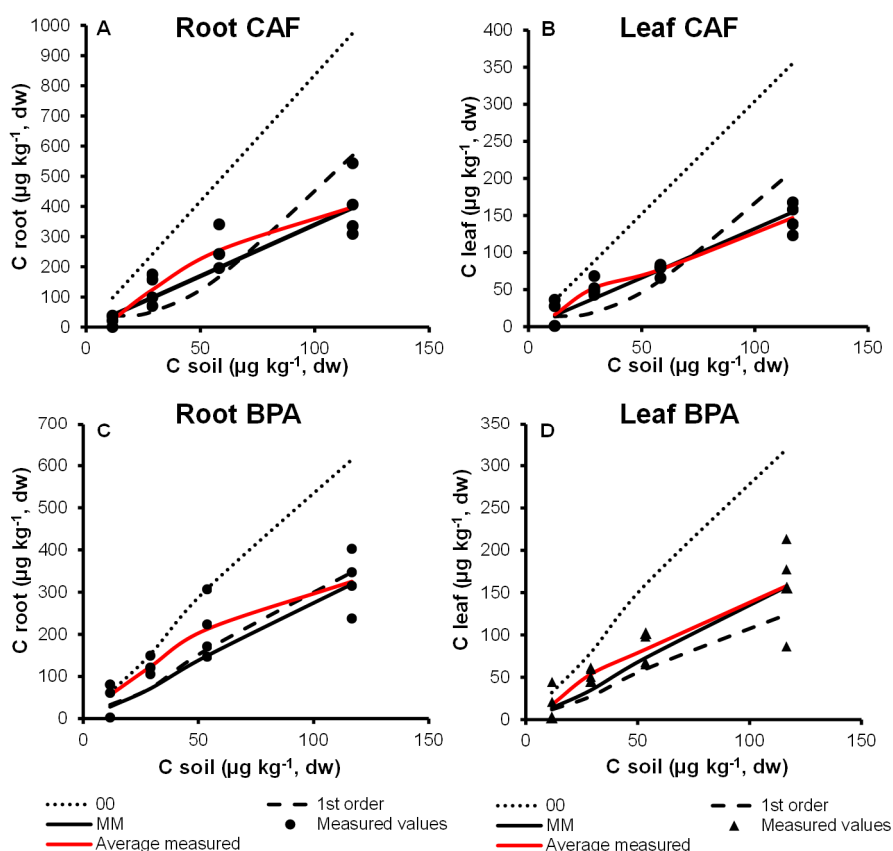 A
Root CAF
C root (µg kg⁻¹, dw)
1000
900
800
700
600
500
400
300
200
100
0
0
50
100
150
C soil (µg kg⁻¹, dw)
B
Leaf CAF
C leaf (µg kg⁻¹, dw)
400
350
300
250
200
150
100
50
0
0
50
100
150
C soil (µg kg⁻¹, dw)
C
Root BPA
C root (µg kg⁻¹, dw)
700
600
500
400
300
200
100
0
0
50
100
150
C soil (µg kg⁻¹, dw)
D
Leaf BPA
C leaf (µg kg⁻¹, dw)
350
300
250
200
150
100
50
0
0
50
100
150
C soil (µg kg⁻¹, dw)
00
1st order
MM
Measured values
Average measured
00
1st order
MM
Measured values
Average measured